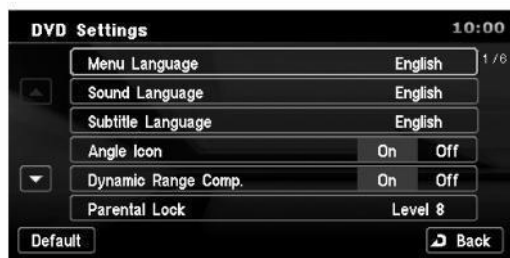 DVD Settings 10:00
Menu Language English 1/6
Sound Language English
Subtitle Language English
Angle Icon On Off
Dynamic Range Comp. On Off
Parental Lock Level 8
Default Back